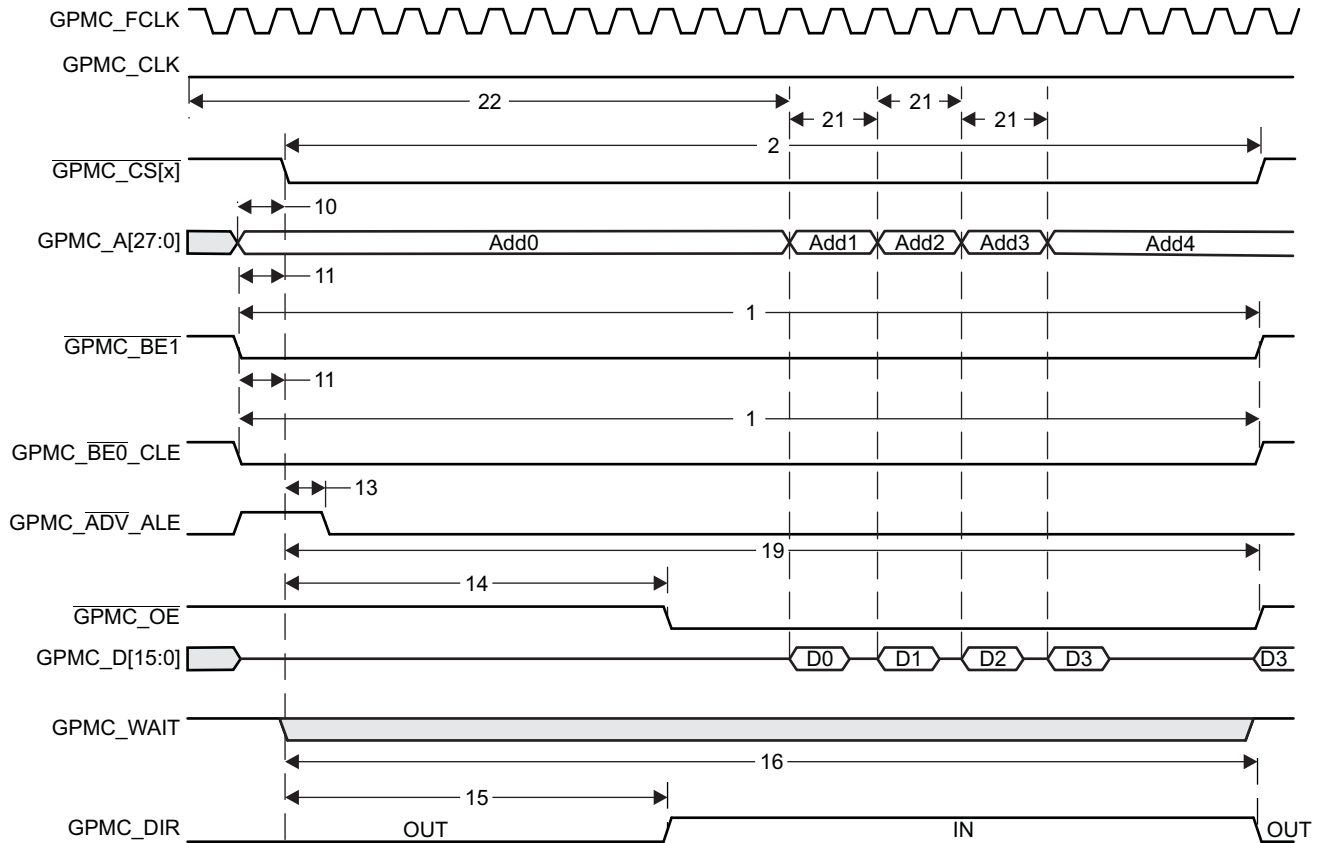 GPMC_FCLK
GPMC_CLK
22
21
21
21
2
GPMC_CS[x]
10
GPMC_A[27:0]
Add0
Add1
Add2
Add3
Add4
11
1
GPMC_BE1
11
1
GPMC_BE0_CLE
13
GPMC_ADV_ALE
19
14
GPMC_OE
GPMC_D[15:0]
D0
D1
D2
D3
D3
GPMC_WAIT
16
15
GPMC_DIR
OUT
IN
OUT